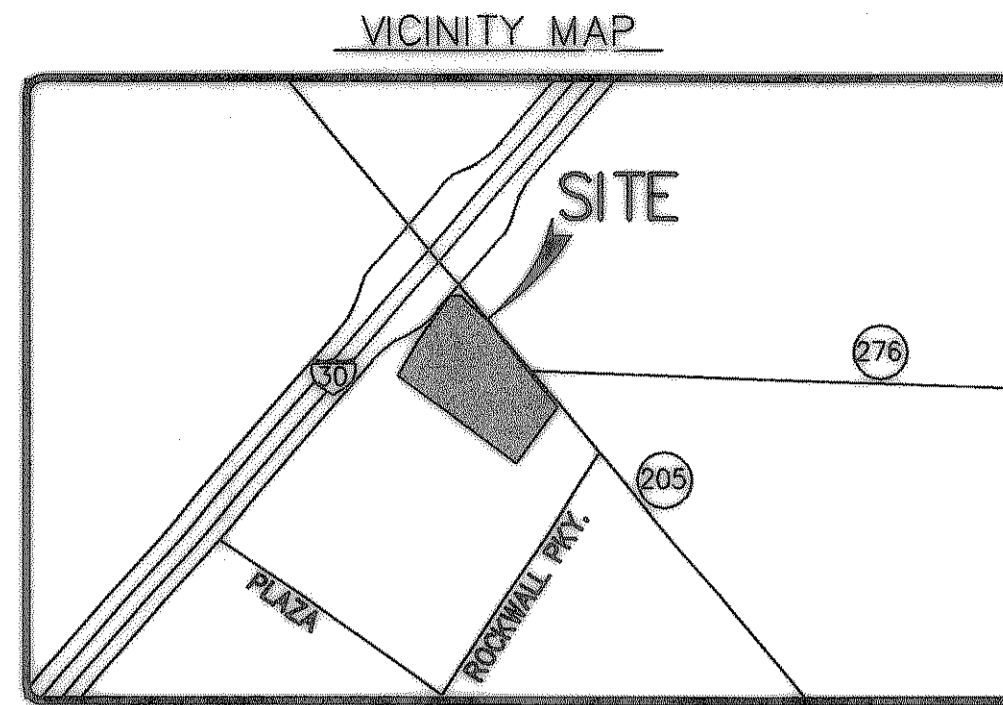 VICINITY MAP
SITE
276
30
205
PLAZA
ROCKWALL PKY.